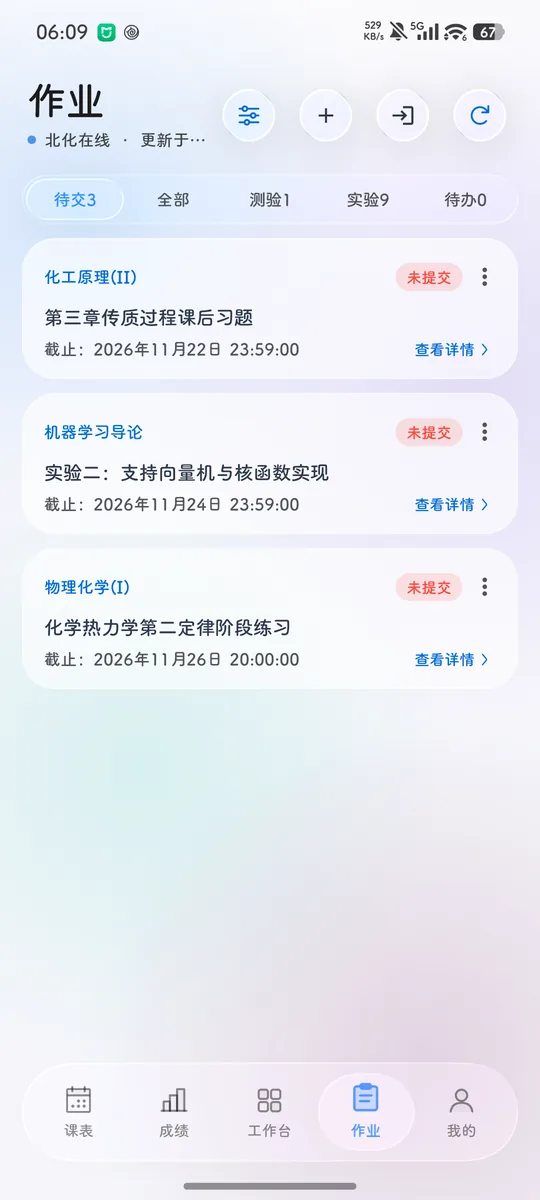 06:09
529
KB/s
5G
6
67
作业
北化在线 · 更新于…
待交3 全部 测验1 实验9 待办0
化工原理(II) 未提交
第三章传质过程课后习题
截止：2026年11月22日 23:59:00 查看详情
机器学习导论 未提交
实验二：支持向量机与核函数实现
截止：2026年11月24日 23:59:00 查看详情
物理化学(I) 未提交
化学热力学第二定律阶段练习
截止：2026年11月26日 20:00:00 查看详情
课表 成绩 工作台 作业 我的